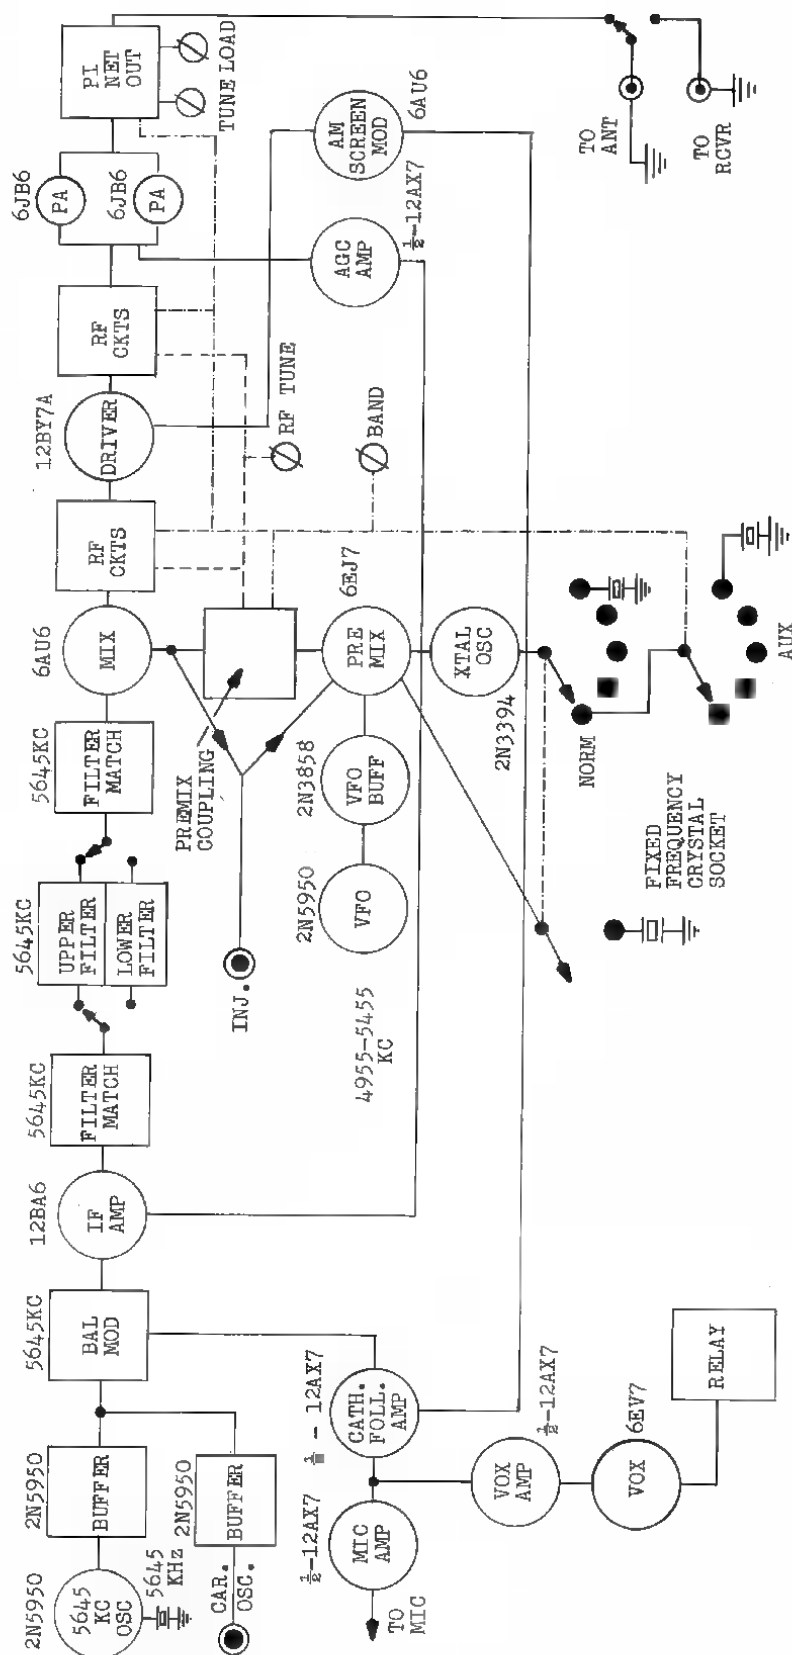 2N5950
5645
KC
OSC
5645
KHz
2N5950
BUFFER
CAR.
OSC.
2N5950
BUFFER
5645KC
BAL
MOD
12BA6
IF
AMP
5645KC
FILTER
MATCH
5645KC
UPPER
FILTER
LOWER
FILTER
5645KC
FILTER
MATCH
6AU6
MIX
RF
CKTS
12BY7A
DRIVER
RF
CKTS
6JB6
PA
6JB6
PA
PI
NET
OUT
TUNE LOAD
INJ.
PREMIX
COUPLING
RF TUNE
BAND
AGC
AMP
½-12AX7
AM
SCREEN
MOD
6AU6
4955-5455
KC
2N5950
VFO
2N3858
VFO
BUFF
6EJ7
PRE
MIX
XTAL
OSC
2N3394
NORM
AUX
FIXED
FREQUENCY
CRYSTAL
SOCKET
TO
ANT
TO
RCVR
TO
MIC
½-12AX7
MIC
AMP
12AX7
CATH.
FOLL.
AMP
VOX
AMP
½-12AX7
VOX
6EV7
RELAY